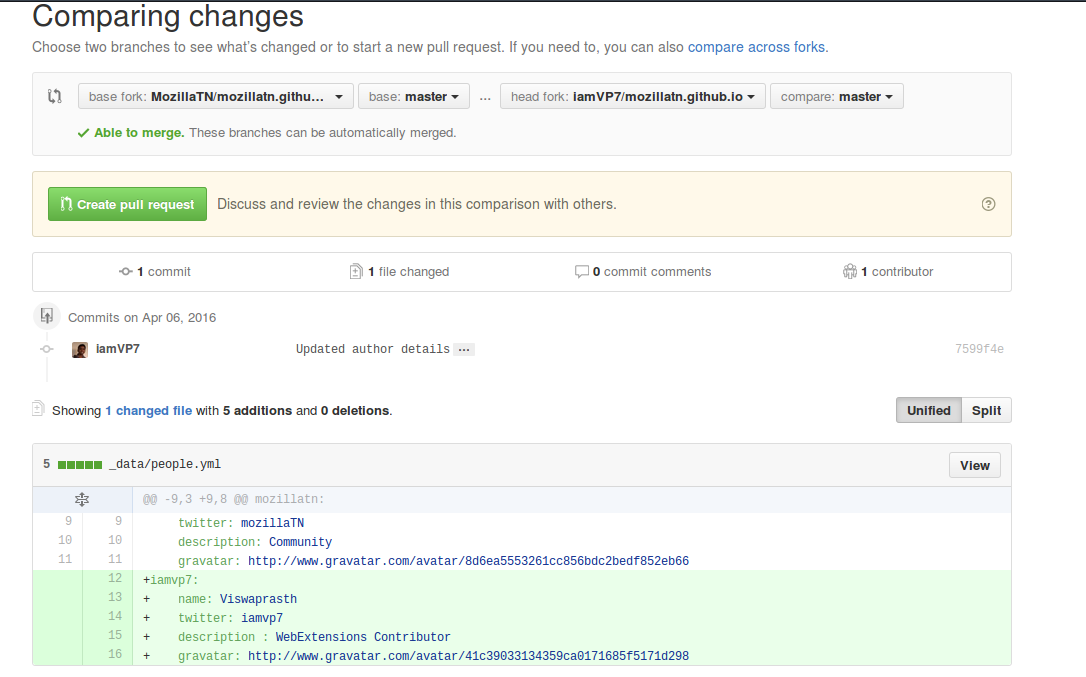 Comparing changes
Choose two branches to see what's changed or to start a new pull request. If you need to, you can also compare across forks.
base fork: MozillaTN/mozillatn.githu... base: master ... head fork: iamVP7/mozillatn.github.io compare: master
Able to merge. These branches can be automatically merged.
Create pull request Discuss and review the changes in this comparison with others. ?
1 commit 1 file changed 0 commit comments 1 contributor
Commits on Apr 06, 2016
iamVP7 Updated author details ... 7599f4e
Showing 1 changed file with 5 additions and 0 deletions. Unified Split
5 _data/people.yml View
@@ -9,3 +9,8 @@ mozillatn:
9 9 twitter: mozillaTN
10 10 description: Community
11 11 gravatar: http://www.gravatar.com/avatar/8d6ea5553261cc856bdc2bedf852eb66
12 +iamvp7:
13 + name: Viswaprasth
14 + twitter: iamvp7
15 + description : WebExtensions Contributor
16 + gravatar: http://www.gravatar.com/avatar/41c39033134359ca0171685f5171d298